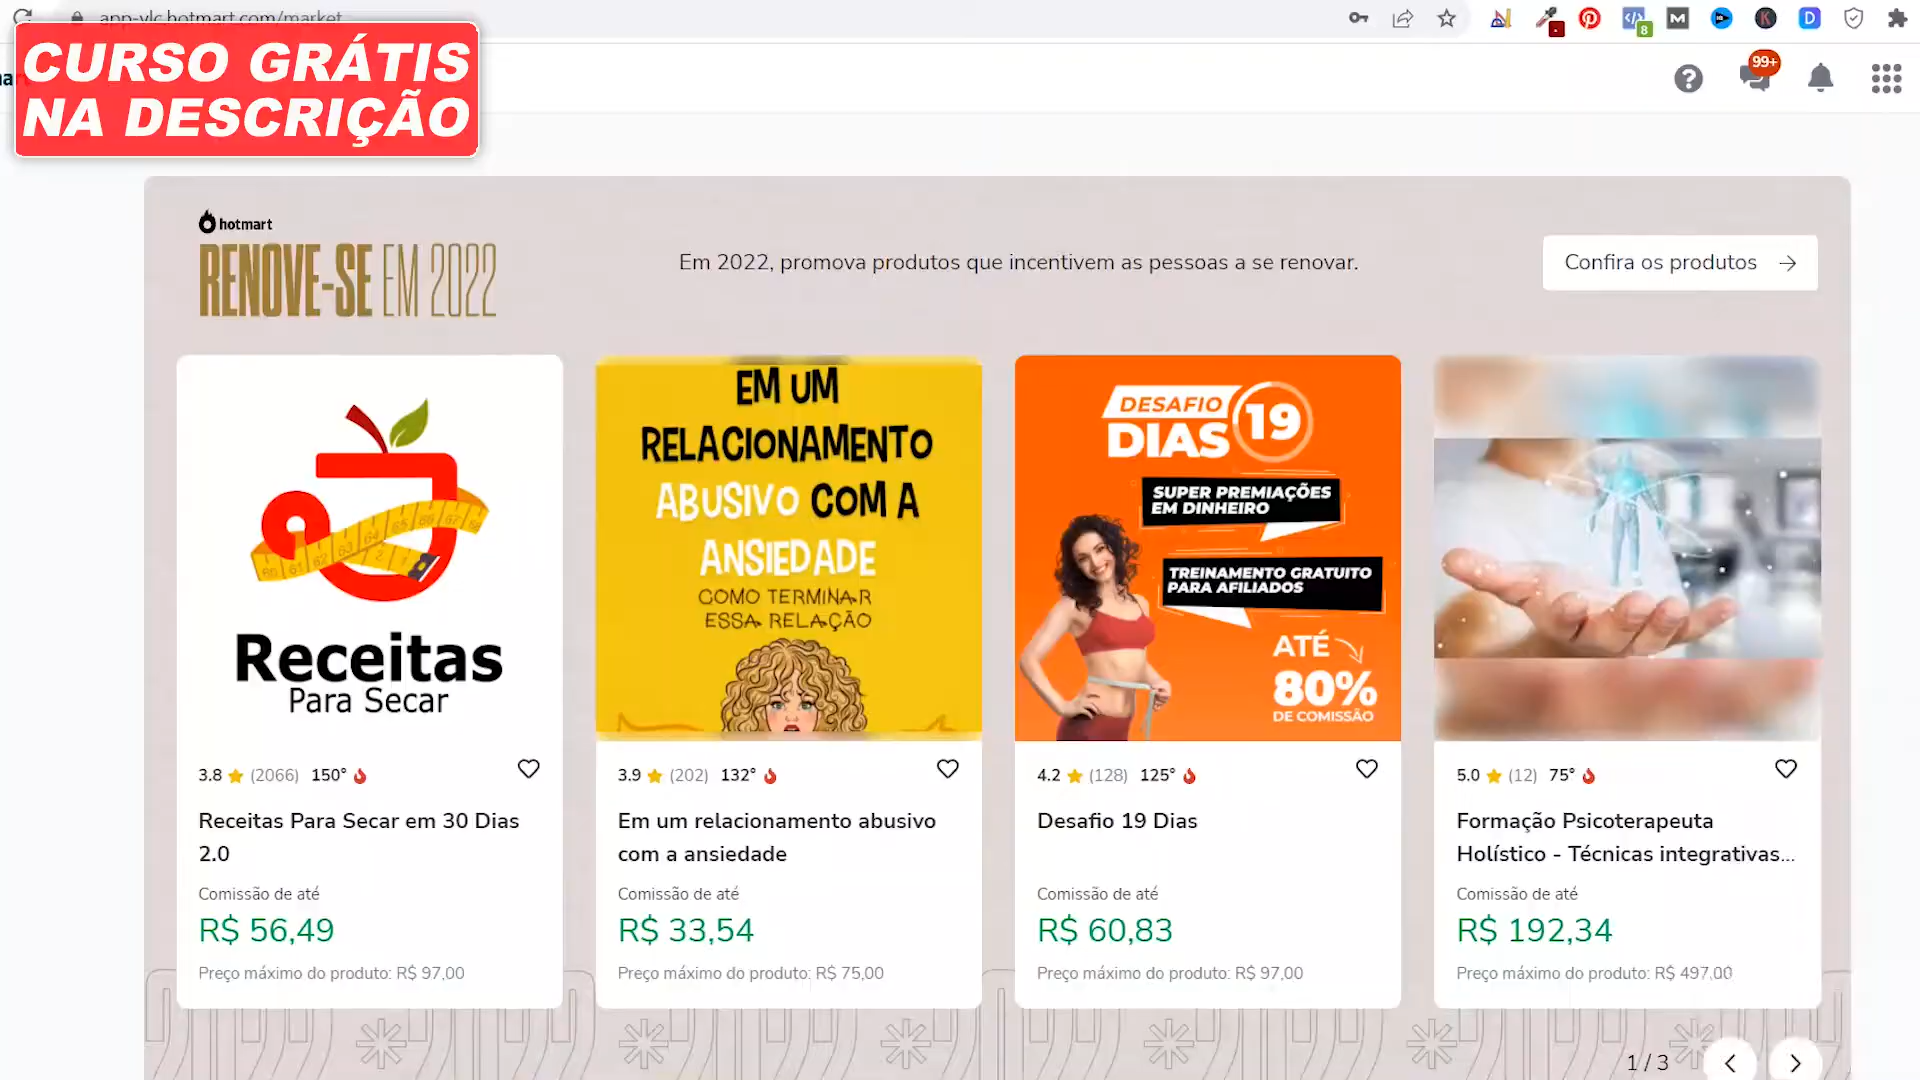 app-vlc.hotmart.com/market
CURSO GRÁTIS
NA DESCRIÇÃO
8
M
K
D
99+
hotmart
RENOVE-SE EM 2022
Em 2022, promova produtos que incentivem as pessoas a se renovar.
Confira os produtos
Receitas
Para Secar
3.8 (2066) 150°
Receitas Para Secar em 30 Dias
2.0
Comissão de até
R$ 56,49
Preço máximo do produto: R$ 97,00
EM UM
RELACIONAMENTO
ABUSIVO COM A
ANSIEDADE
COMO TERMINAR
ESSA RELAÇÃO
3.9 (202) 132°
Em um relacionamento abusivo
com a ansiedade
Comissão de até
R$ 33,54
Preço máximo do produto: R$ 75,00
DESAFIO
DIAS 19
SUPER PREMIAÇÕES
EM DINHEIRO
TREINAMENTO GRATUITO
PARA AFILIADOS
ATÉ
80%
DE COMISSÃO
4.2 (128) 125°
Desafio 19 Dias
Comissão de até
R$ 60,83
Preço máximo do produto: R$ 97,00
5.0 (12) 75°
Formação Psicoterapeuta
Holístico - Técnicas integrativas...
Comissão de até
R$ 192,34
Preço máximo do produto: R$ 497,00
1 / 3